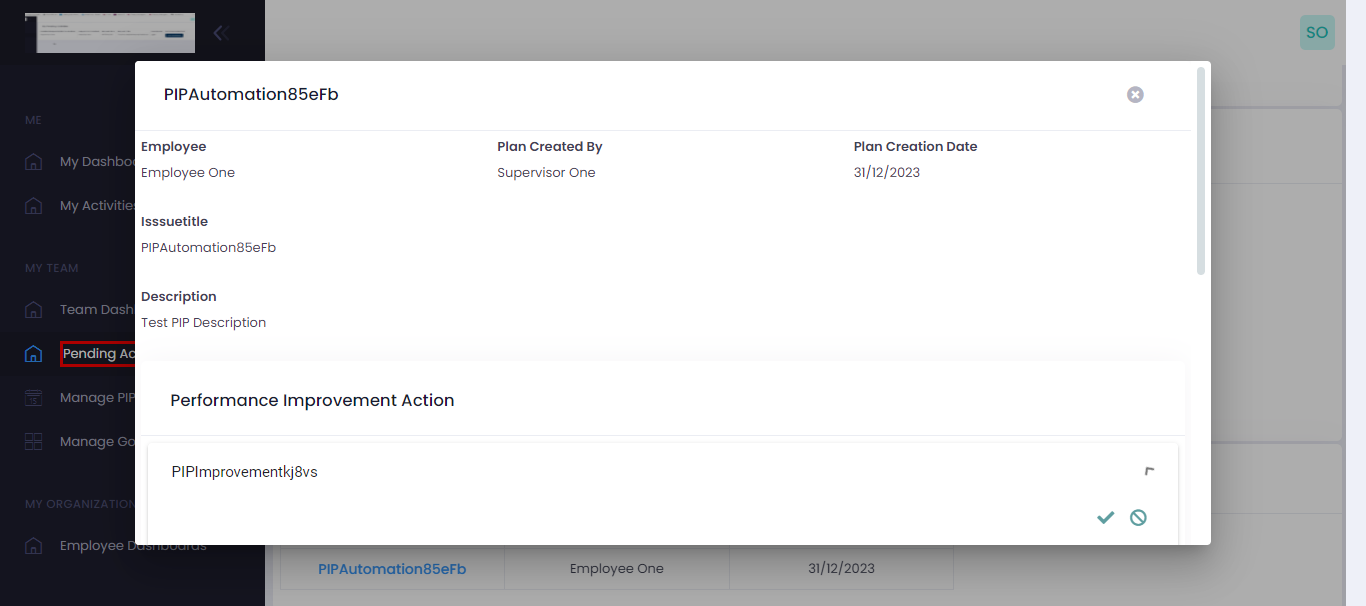 SO
ME
My Dashbo
My Activities
MY TEAM
Team Dash
Pending Ac
Manage PIP
Manage Go
MY ORGANIZATION
Employee Dashboards
PIPAutomation85eFb
Employee Plan Created By Plan Creation Date
Employee One Supervisor One 31/12/2023
Isssuetitle
PIPAutomation85eFb
Description
Test PIP Description
Performance Improvement Action
PIPImprovementkj8vs
PIPAutomation85eFb Employee One 31/12/2023